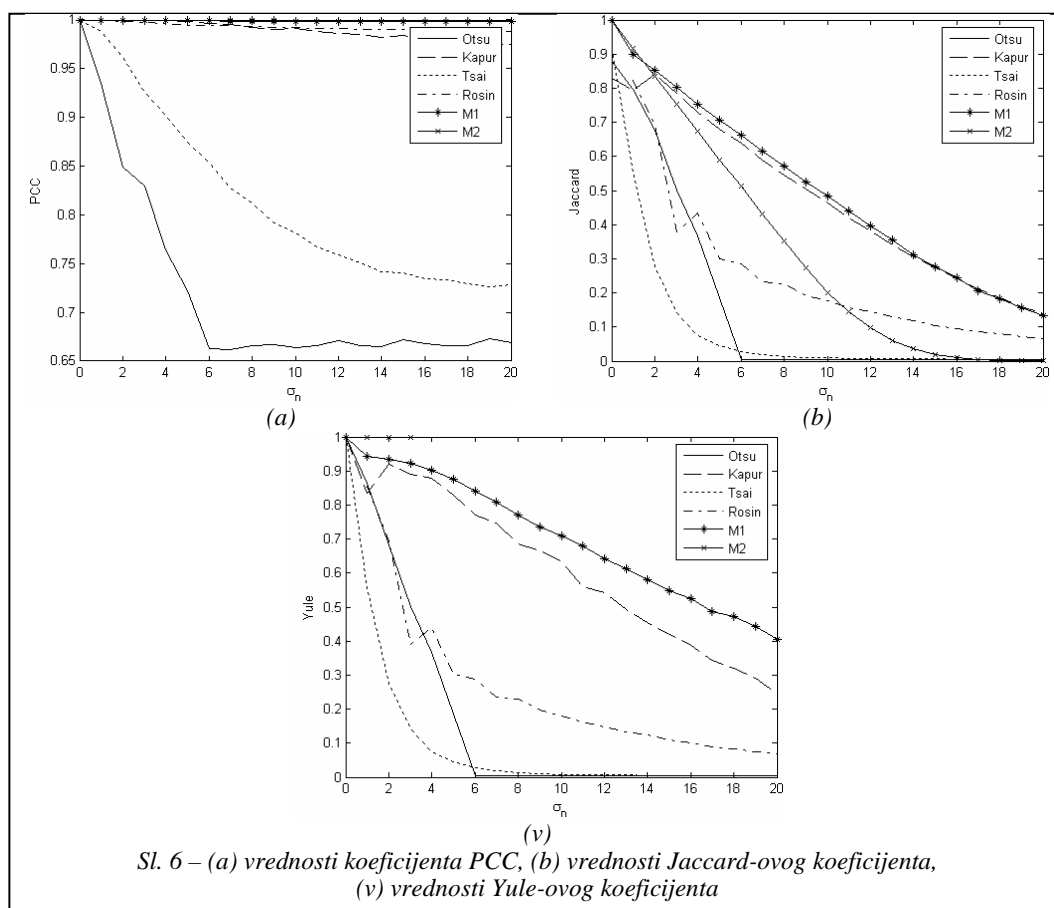 1
0.95
0.9
0.85
0.8
0.75
0.7
0.65
PCC
0 2 4 6 8 10 12 14 16 18 20
σn
Otsu
Kapur
Tsai
Rosin
M1
M2
(a)
1
0.9
0.8
0.7
0.6
0.5
0.4
0.3
0.2
0.1
0
Jaccard
0 2 4 6 8 10 12 14 16 18 20
σn
Otsu
Kapur
Tsai
Rosin
M1
M2
(b)
1
0.9
0.8
0.7
0.6
0.5
0.4
0.3
0.2
0.1
0
Yule
0 2 4 6 8 10 12 14 16 18 20
σn
Otsu
Kapur
Tsai
Rosin
M1
M2
(v)
Sl. 6 – (a) vrednosti koeficijenta PCC, (b) vrednosti Jaccard-ovog koeficijenta,
(v) vrednosti Yule-ovog koeficijenta